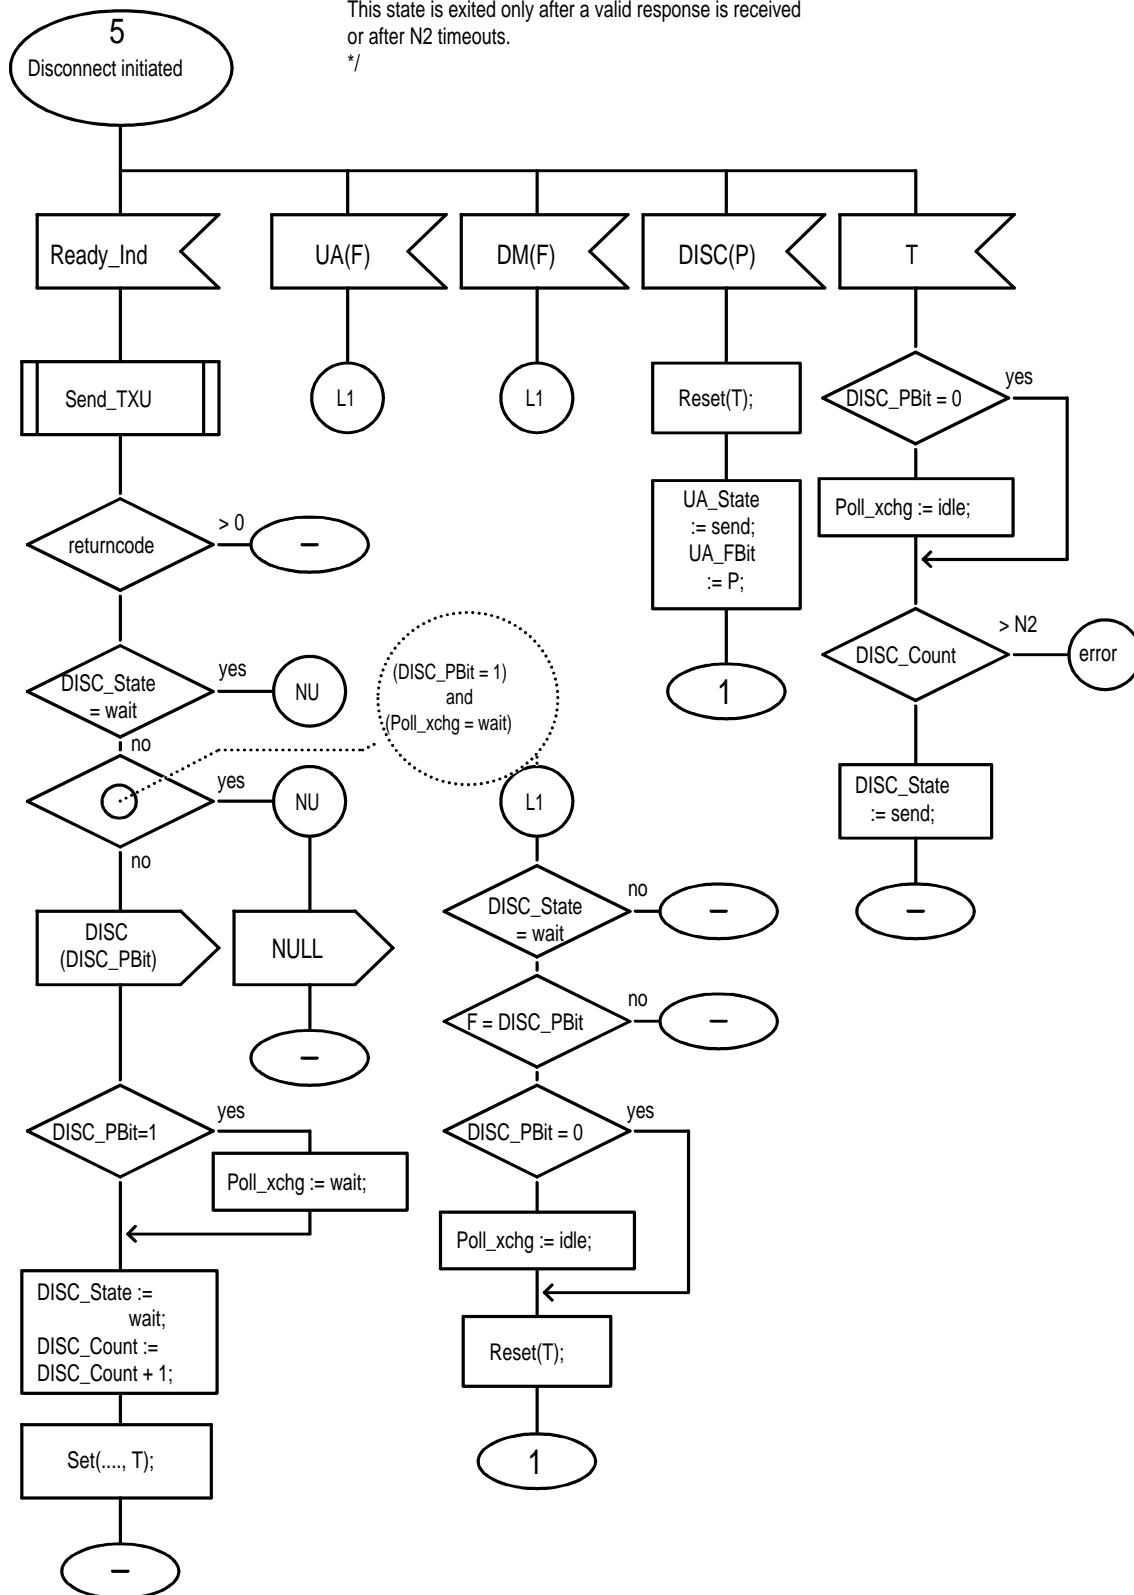 This state is exited only after a valid response is received
or after N2 timeouts.
*/
5
Disconnect initiated
Ready_Ind
UA(F)
DM(F)
DISC(P)
T
Send_TXU
L1
L1
Reset(T);
DISC_PBit = 0
yes
Poll_xchg := idle;
UA_State
:= send;
UA_FBit
:= P;
returncode
> 0
–
DISC_Count
> N2
error
1
DISC_State
:= send;
–
DISC_State
= wait
yes
NU
no
(DISC_PBit = 1)
and
(Poll_xchg = wait)
yes
NU
no
DISC
(DISC_PBit)
NULL
–
DISC_PBit=1
yes
Poll_xchg := wait;
DISC_State :=
wait;
DISC_Count :=
DISC_Count + 1;
Set(...., T);
–
L1
DISC_State
= wait
no
–
F = DISC_PBit
no
–
DISC_PBit = 0
yes
Poll_xchg := idle;
Reset(T);
1